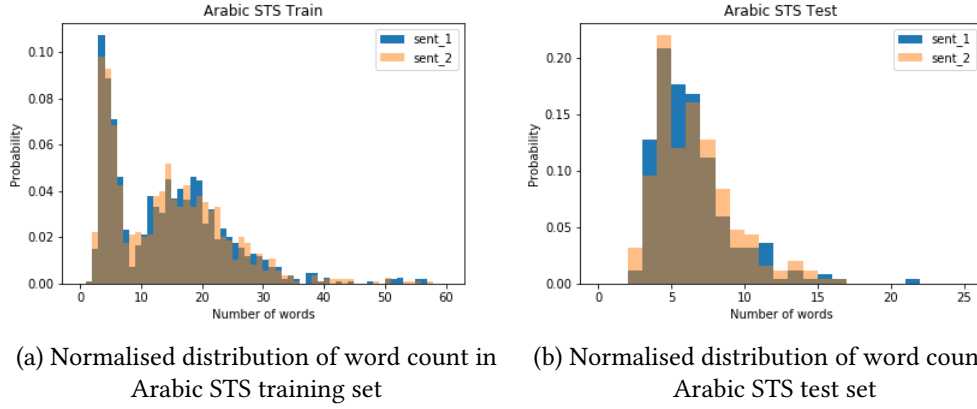 Arabic STS Train
sent_1
sent_2
0.10
0.08
0.06
0.04
0.02
0.00
Probability
0 10 20 30 40 50 60
Number of words
(a) Normalised distribution of word count in
Arabic STS training set
Arabic STS Test
sent_1
sent_2
0.20
0.15
0.10
0.05
0.00
Probability
0 5 10 15 20 25
Number of words
(b) Normalised distribution of word coun
Arabic STS test set